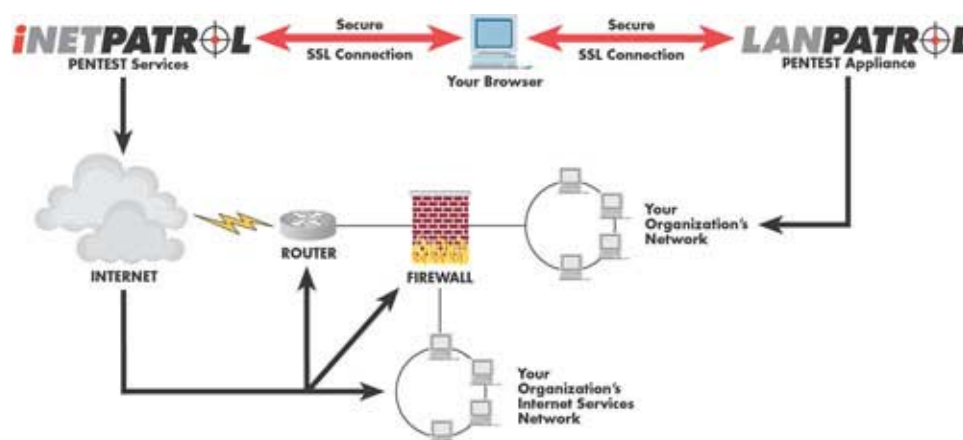 iNETPATROL
PENTEST Services
Secure
SSL Connection
Your Browser
Secure
SSL Connection
LANPATROL
PENTEST Appliance
INTERNET
ROUTER
FIREWALL
Your
Organization's
Network
Your
Organization's
Internet Services
Network